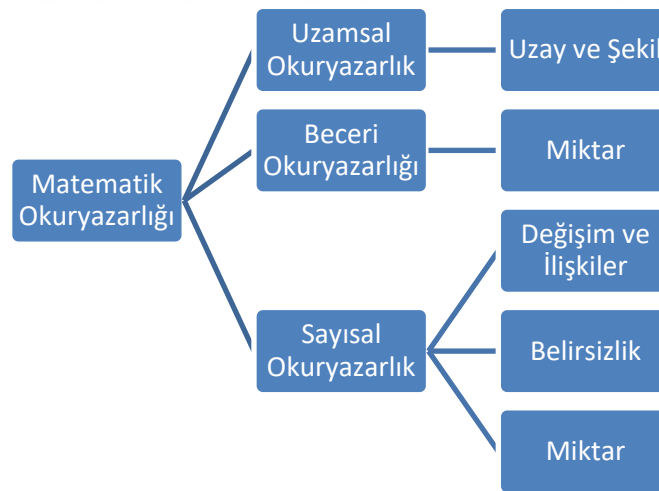 Uzamsal
Okuryazarlık
Uzay ve Şekil
Beceri
Okuryazarlığı
Miktar
Matematik
Okuryazarlığı
Değişim ve
İlişkiler
Sayısal
Okuryazarlık
Belirsizlik
Miktar